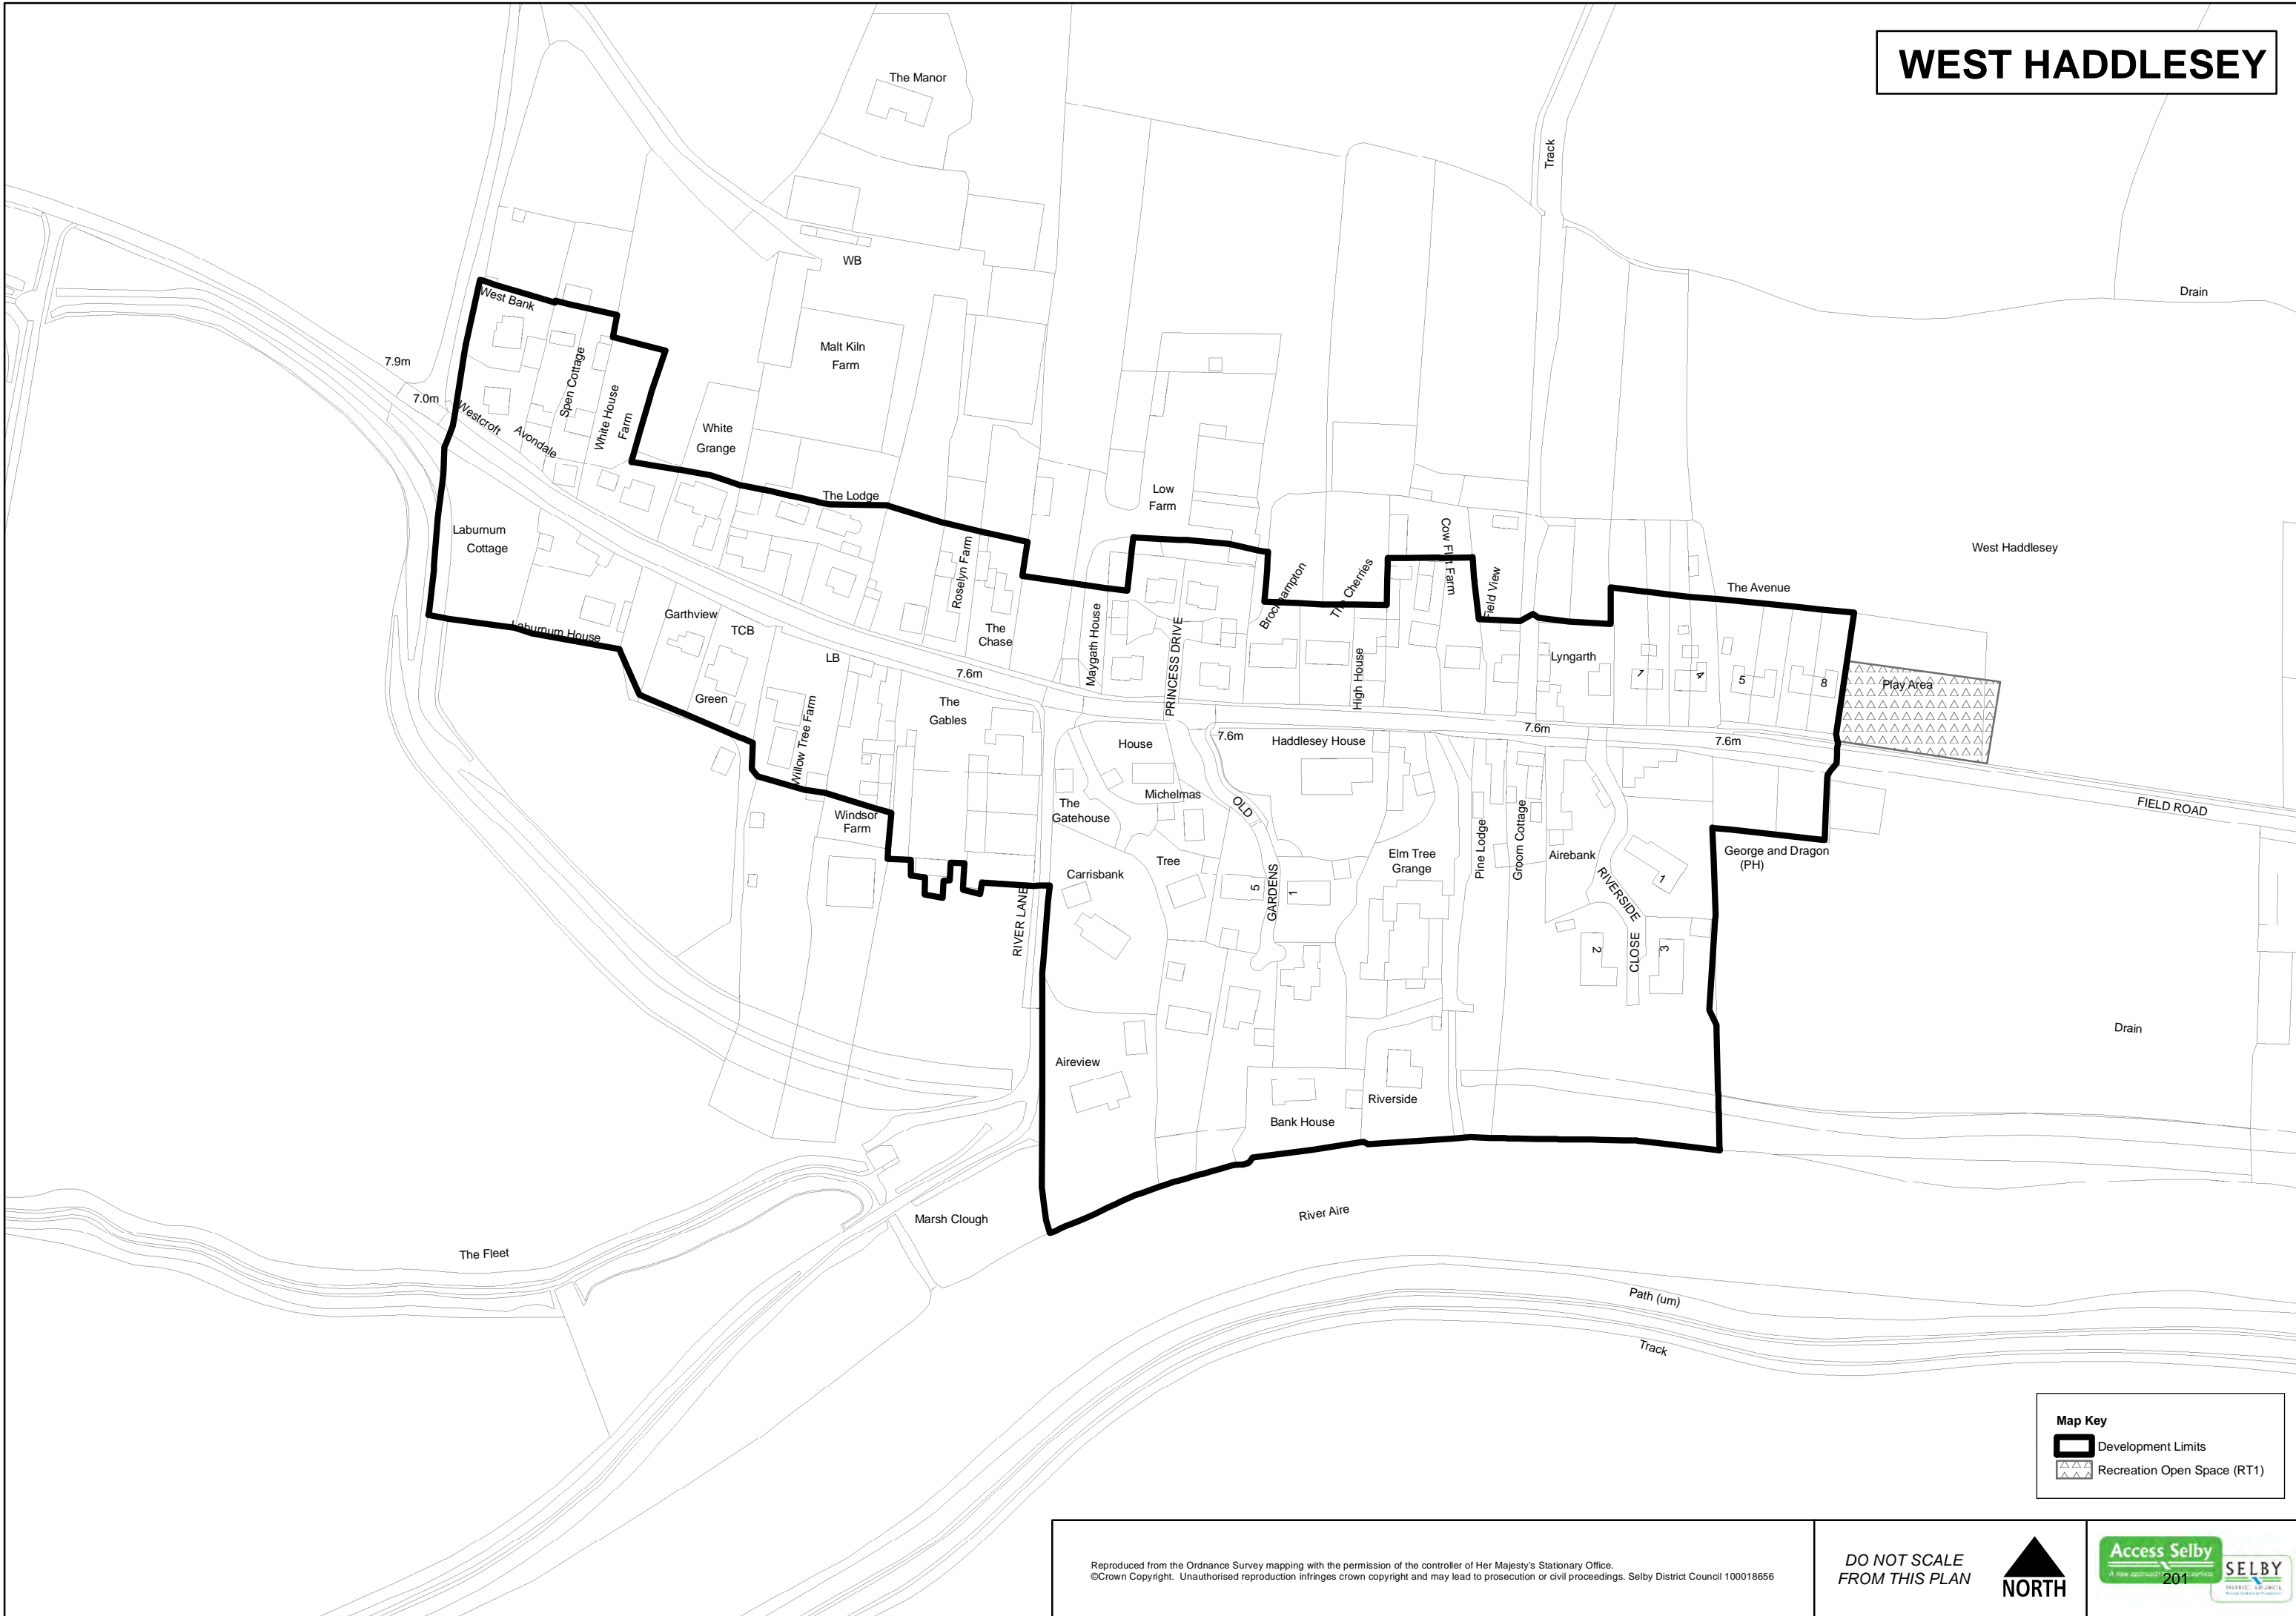 WEST HADDLESEY
The Manor
Track
WB
Drain
West Bank
Malt Kiln
Farm
7.9m
7.0m
Westcroft
Avondale
Spen Cottage
White House
Farm
White
Grange
The Lodge
Low
Farm
Laburnum
Cottage
Roselyn Farm
Brockhampton
The Cherries
Field View
West Haddlesey
The Avenue
Laburnum House
Garthview
TCB
LB
The
Chase
Maygath House
PRINCESS DRIVE
High House
Lyngarth
1
4
5
8
Play Area
7.6m
Green
Willow Tree Farm
The
Gables
House
7.6m
Haddlesey House
7.6m
7.6m
FIELD ROAD
Windsor
Farm
The
Gatehouse
Michelmas
OLD
GARDENS
Tree
Carrisbank
5
1
Elm Tree
Grange
Pine Lodge
Groom Cottage
Airebank
RIVERSIDE
CLOSE
1
2
3
George and Dragon
(PH)
RIVER LANE
Drain
Aireview
Riverside
Bank House
Marsh Clough
River Aire
The Fleet
Path (um)
Track
Map Key
Development Limits
Recreation Open Space (RT1)
Reproduced from the Ordnance Survey mapping with the permission of the controller of Her Majesty's Stationary Office.
©Crown Copyright. Unauthorised reproduction infringes crown copyright and may lead to prosecution or civil proceedings. Selby District Council 100018656
DO NOT SCALE
FROM THIS PLAN
NORTH
Access Selby
201
SELBY
DISTRICT COUNCIL